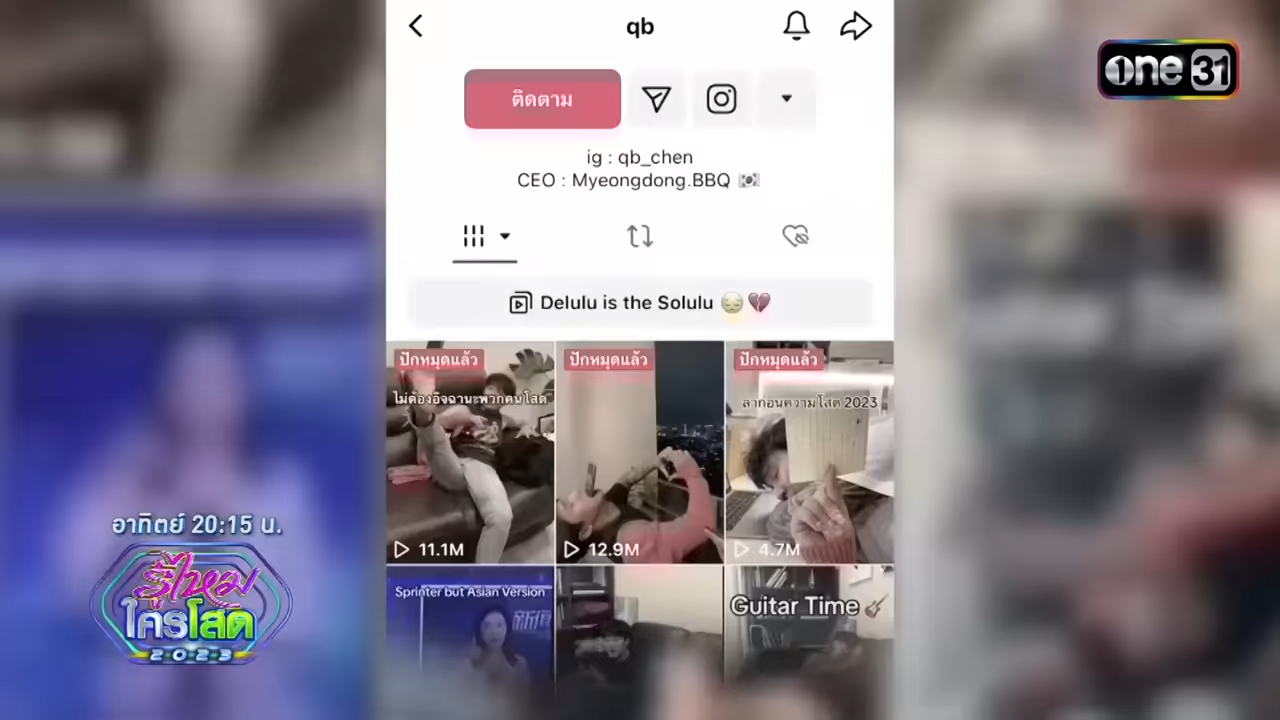 qb
one 31
ติดตาม
ig : qb_chen
CEO : Myeongdong.BBQ 🇰🇷
Delulu is the Solulu 😔💔
ปักหมุดแล้ว
ปักหมุดแล้ว
ปักหมุดแล้ว
ไม่ต้องอิจฉานะพวกคนโสด
ลาก่อนความโสด 2023
11.1M
12.9M
4.7M
Sprinter but Asian Version
Guitar Time 🎸
อาทิตย์ 20:15 น.
รู้ไหม
ใครโสด
2023